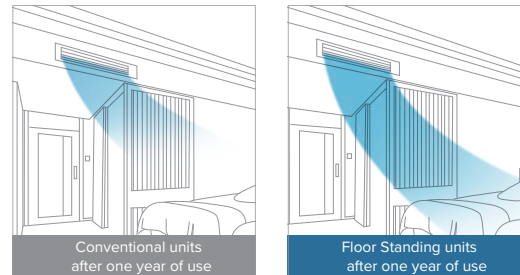 Conventional units
after one year of use
Floor Standing units
after one year of use